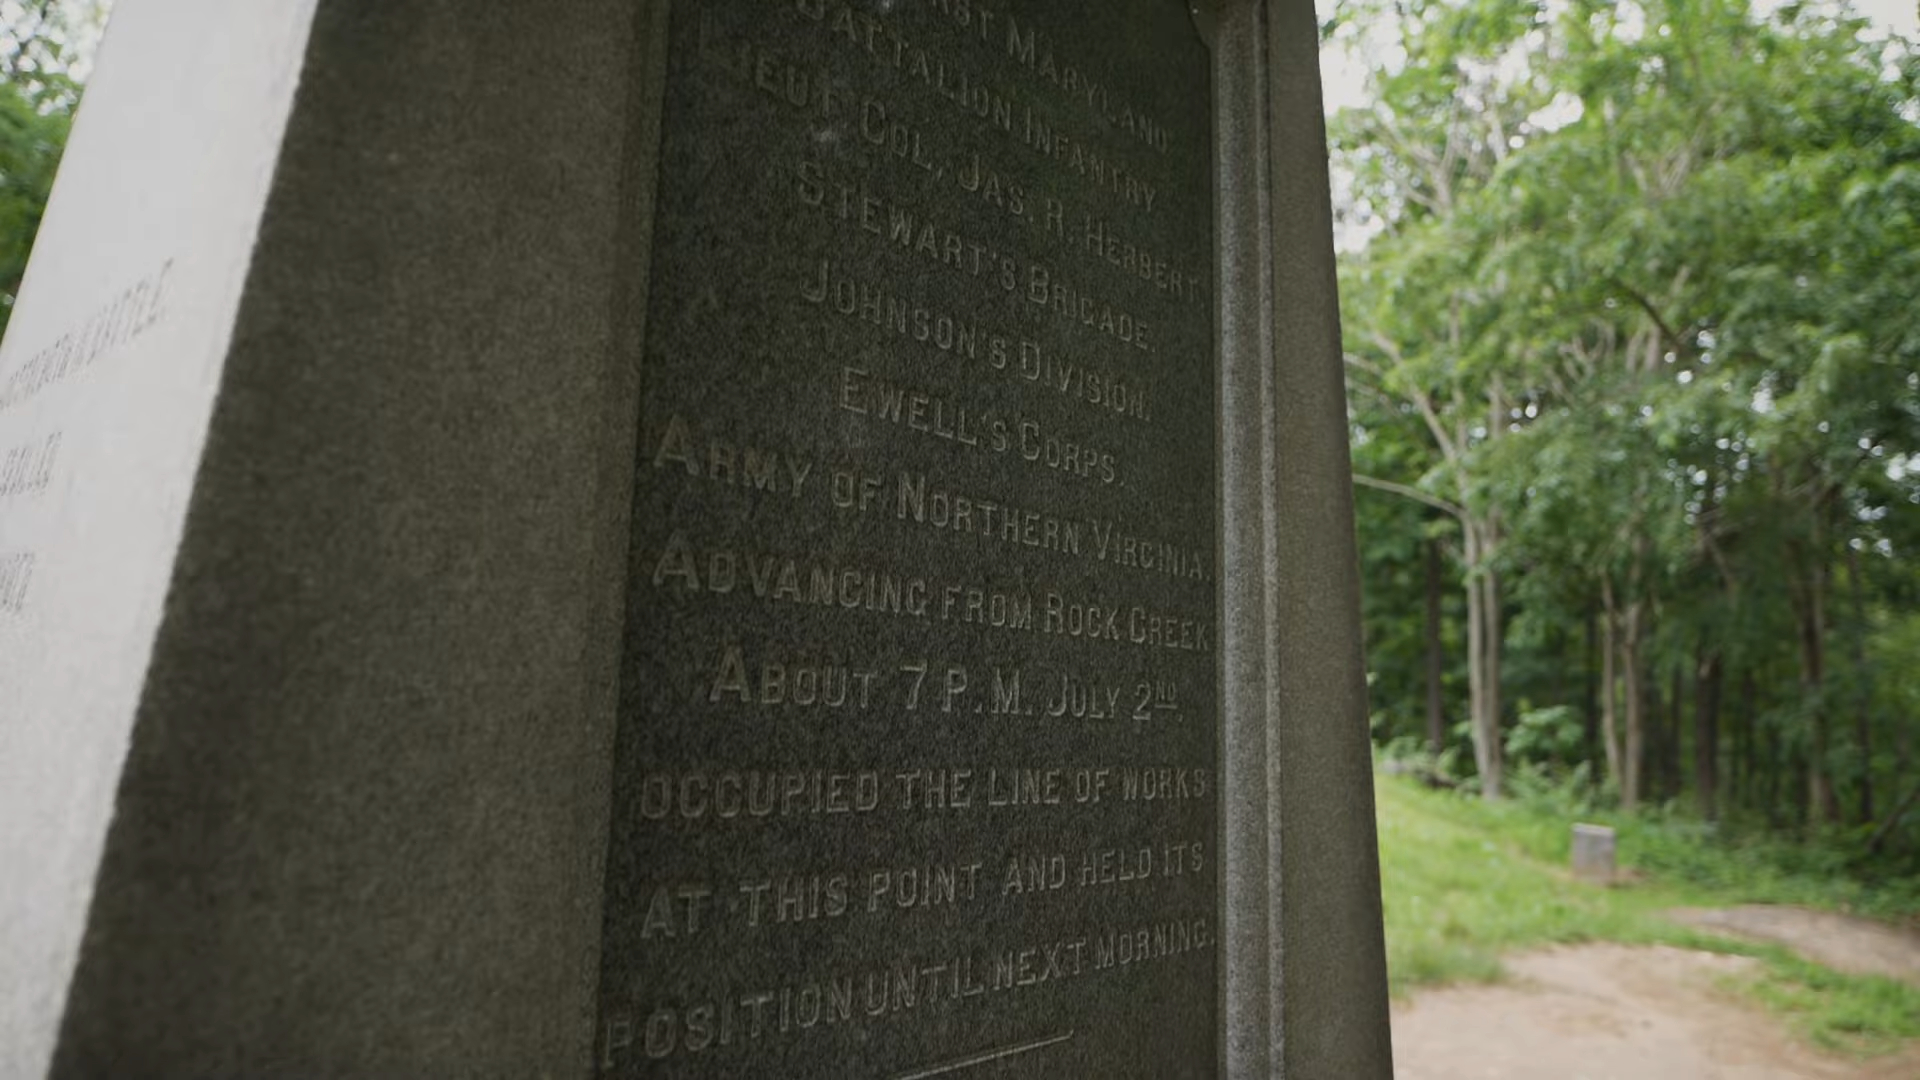 MARYLAND
BATTALION INFANTRY
LIEUT COL. JAS. R. HERBERT,
STEWART'S BRIGADE.
JOHNSON'S DIVISION.
EWELL'S CORPS.
ARMY OF NORTHERN VIRGINIA.
ADVANCING FROM ROCK CREEK
ABOUT 7 P.M. JULY 2ND.
OCCUPIED THE LINE OF WORKS
AT THIS POINT AND HELD ITS
POSITION UNTIL NEXT MORNING.